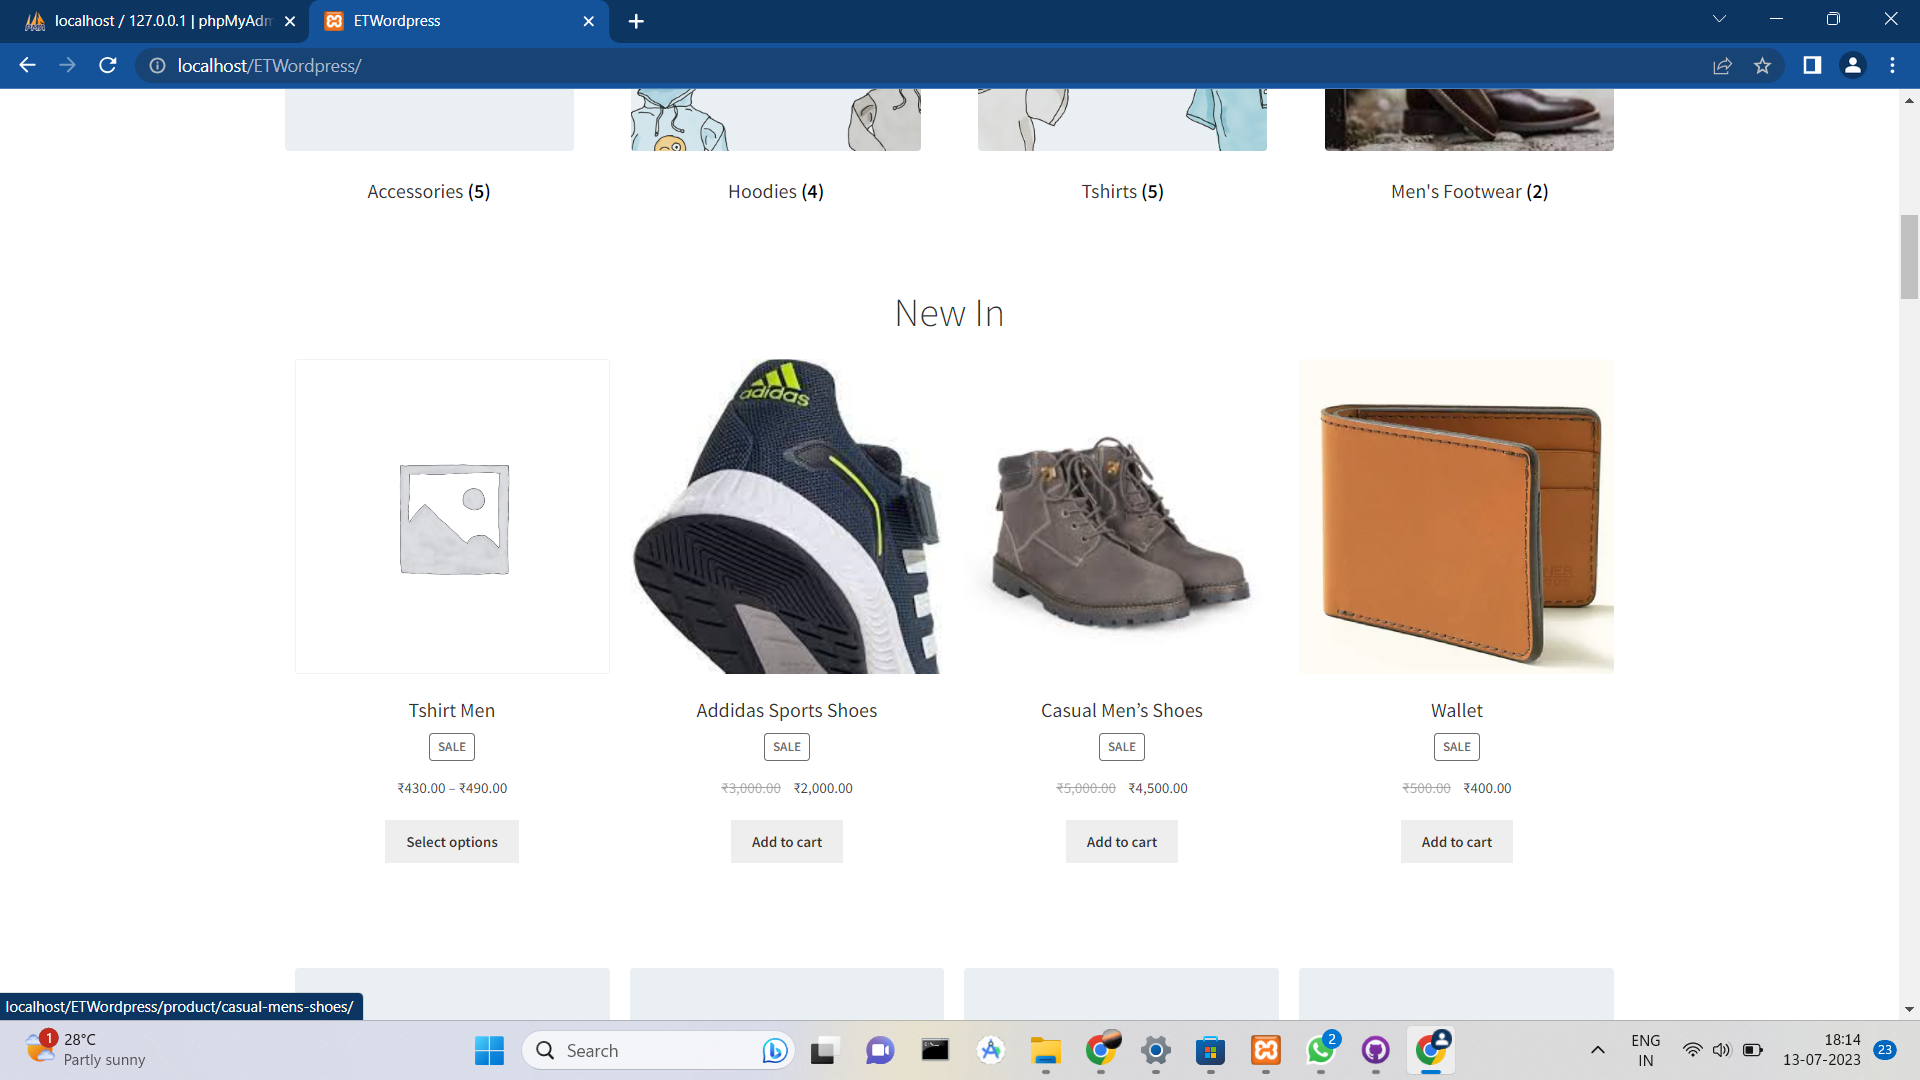 localhost / 127.0.0.1 | phpMyAdm
ETWordpress
localhost/ETWordpress/
Accessories (5)
Hoodies (4)
Tshirts (5)
Men's Footwear (2)
New In
adidas
Tshirt Men
SALE
₹430.00 – ₹490.00
Select options
Addidas Sports Shoes
SALE
₹3,000.00 ₹2,000.00
Add to cart
Casual Men’s Shoes
SALE
₹5,000.00 ₹4,500.00
Add to cart
Wallet
SALE
₹500.00 ₹400.00
Add to cart
localhost/ETWordpress/product/casual-mens-shoes/
1
28°C
Partly sunny
Search
2
ENG
IN
18:14
13-07-2023
23